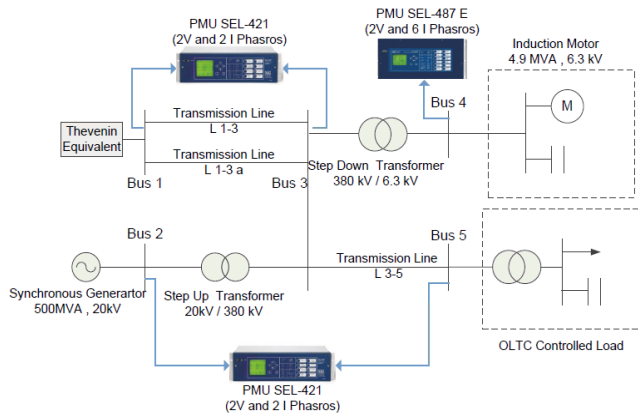 PMU SEL-421
(2V and 2 I Phasros)
PMU SEL-487 E
(2V and 6 I Phasros)
Induction Motor
4.9 MVA , 6.3 kV
Thevenin
Equivalent
Transmission Line
L 1-3
Transmission Line
L 1-3 a
Bus 1
Bus 3
Step Down Transformer
380 kV / 6.3 kV
Bus 4
M
Bus 2
Synchronous Generartor
500MVA , 20kV
Step Up Transformer
20kV / 380 kV
Transmission Line
L 3-5
Bus 5
OLTC Controlled Load
PMU SEL-421
(2V and 2 I Phasros)